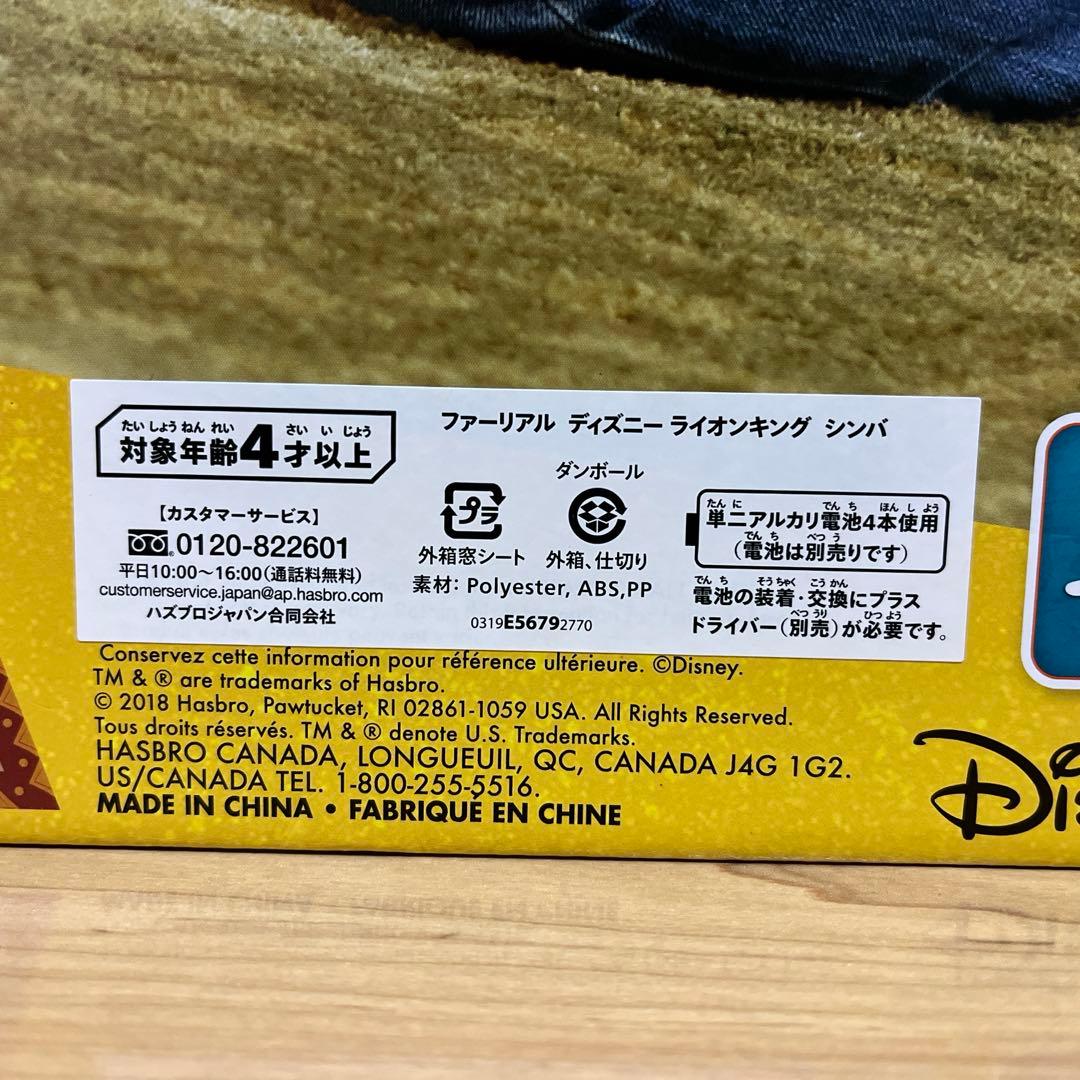 たいしょうねんれい さいいじょう
対象年齢4才以上
【カスタマーサービス】
0120-822601
平日10:00〜16:00(通話料無料)
customerservice.japan@ap.hasbro.com
ハズブロジャパン合同会社
ファーリアル ディズニー ライオンキング シンバ
ダンボール
プラ
外箱窓シート 外箱、仕切り
素材: Polyester, ABS,PP
0319E56792770
たんに でんち ほんしよう
単二アルカリ電池4本使用
でんち べつう
(電池は別売りです)
でんち そうちゃく こうかん
電池の装着・交換にプラス
べつうり ひつよう
ドライバー(別売)が必要です。
Conservez cette information pour référence ultérieure. ©Disney.
TM & ® are trademarks of Hasbro.
© 2018 Hasbro, Pawtucket, RI 02861-1059 USA. All Rights Reserved.
Tous droits réservés. TM & ® denote U.S. Trademarks.
HASBRO CANADA, LONGUEUIL, QC, CANADA J4G 1G2.
US/CANADA TEL. 1-800-255-5516.
MADE IN CHINA • FABRIQUÉ EN CHINE
Dis